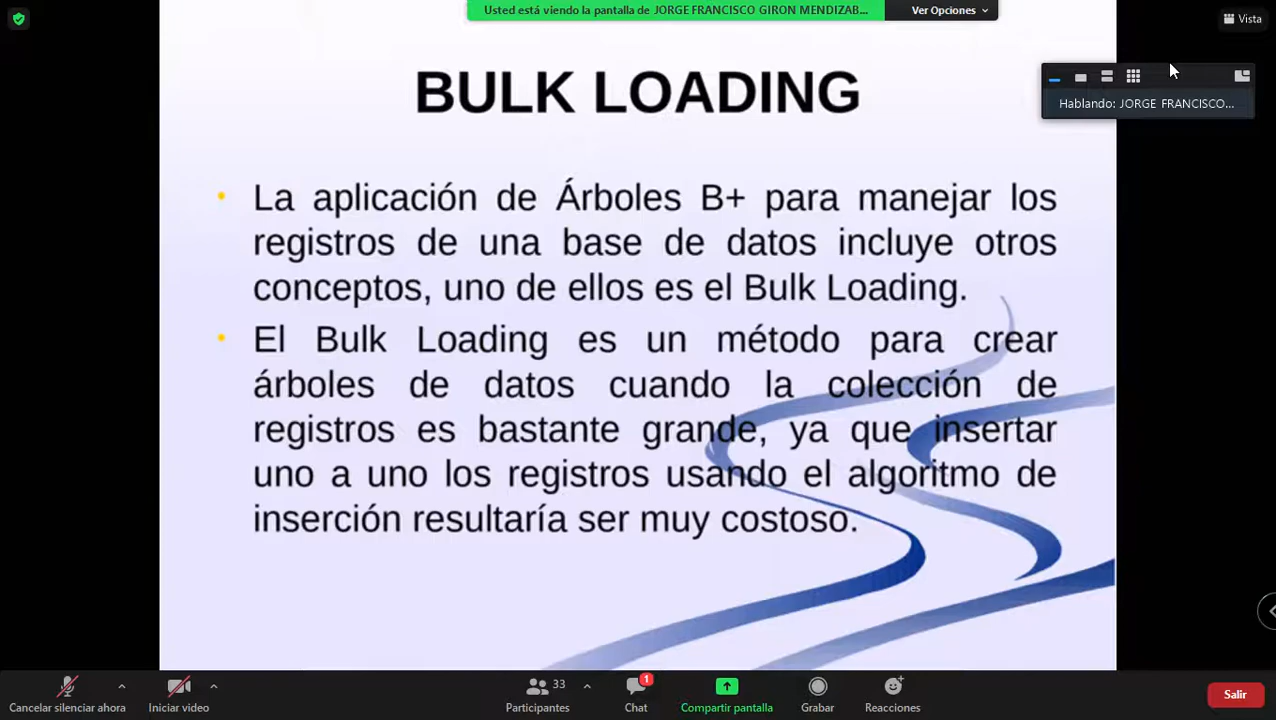 Usted está viendo la pantalla de JORGE FRANCISCO GIRON MENDIZAB...
Ver Opciones
Vista
BULK LOADING
Hablando: JORGE FRANCISCO...
• La aplicación de Árboles B+ para manejar los
registros de una base de datos incluye otros
conceptos, uno de ellos es el Bulk Loading.
• El Bulk Loading es un método para crear
árboles de datos cuando la colección de
registros es bastante grande, ya que insertar
uno a uno los registros usando el algoritmo de
inserción resultaría ser muy costoso.
33
1
Cancelar silenciar ahora
Iniciar video
Participantes
Chat
Compartir pantalla
Grabar
Reacciones
Salir